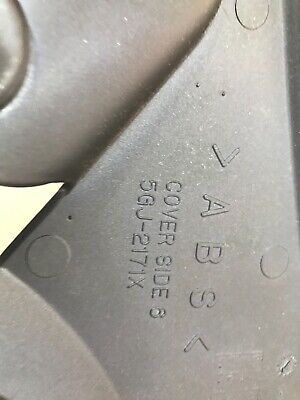 >ABS<
COVER SIDE 6
5GJ-2171X